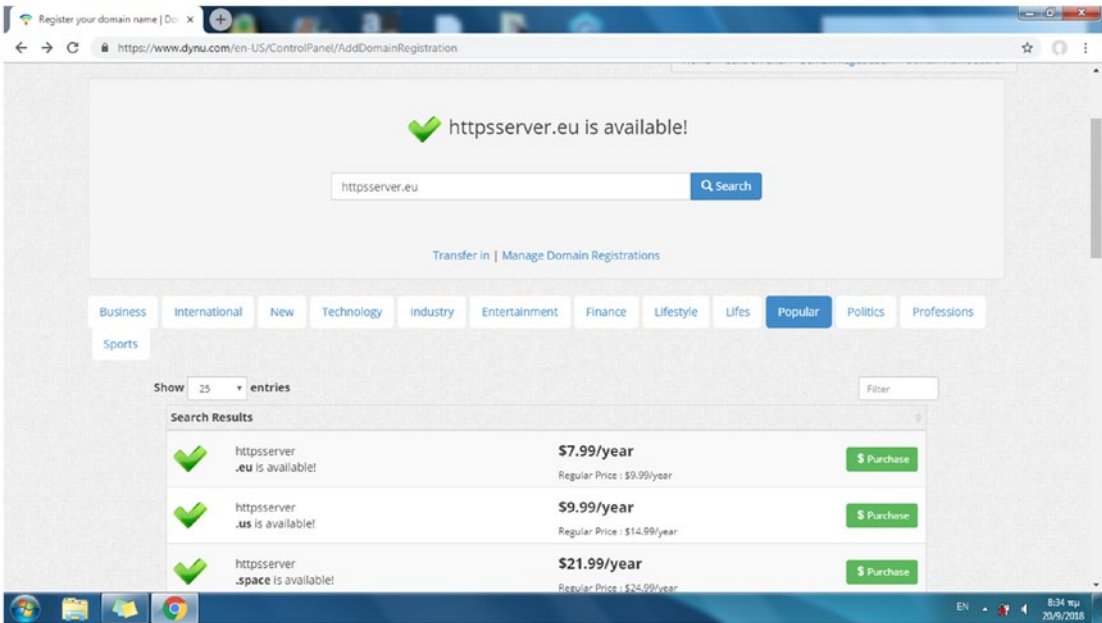 Register your domain name | Do
https://www.dynu.com/en-US/ControlPanel/AddDomainRegistration
httpsserver.eu is available!
httpsserver.eu
Search
Transfer in | Manage Domain Registrations
Business International New Technology Industry Entertainment Finance Lifestyle Lifes Popular Politics Professions
Sports
Show 25 entries
Filter
Search Results
httpsserver
.eu is available!
$7.99/year
Regular Price : $9.99/year
$ Purchase
httpsserver
.us is available!
$9.99/year
Regular Price : $14.99/year
$ Purchase
httpsserver
.space is available!
$21.99/year
Regular Price : $24.99/year
$ Purchase
EN
8:34 πμ
20/9/2018